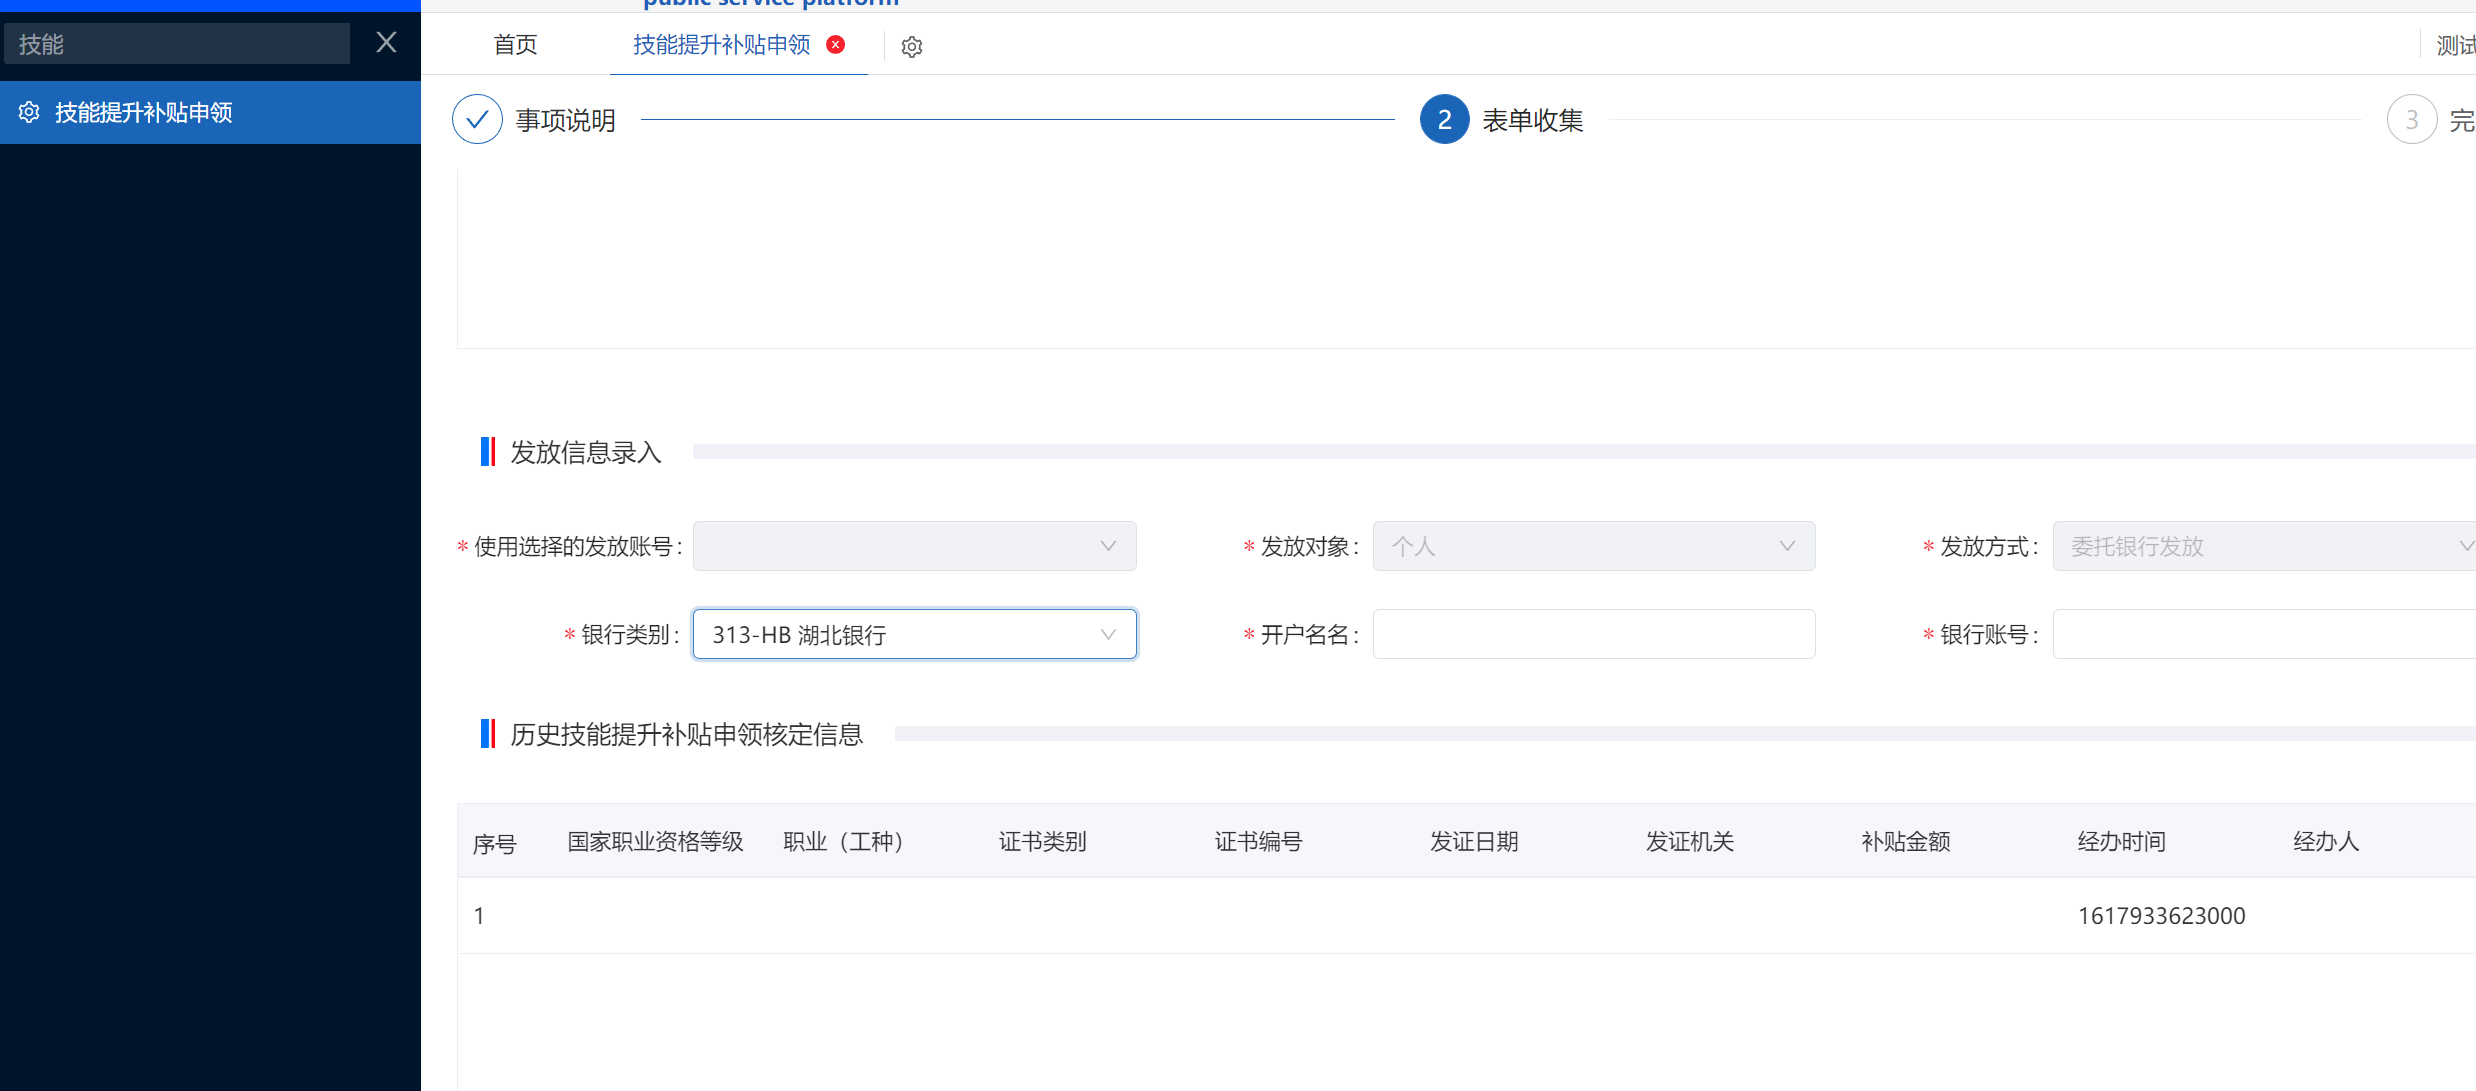 public service platform
技能
首页
技能提升补贴申领
测试
技能提升补贴申领
事项说明
2 表单收集
3 完
发放信息录入
* 使用选择的发放账号:
* 发放对象: 个人
* 发放方式: 委托银行发放
* 银行类别: 313-HB 湖北银行
* 开户名名:
* 银行账号:
历史技能提升补贴申领核定信息
序号 国家职业资格等级 职业（工种） 证书类别 证书编号 发证日期 发证机关 补贴金额 经办时间 经办人
1 1617933623000